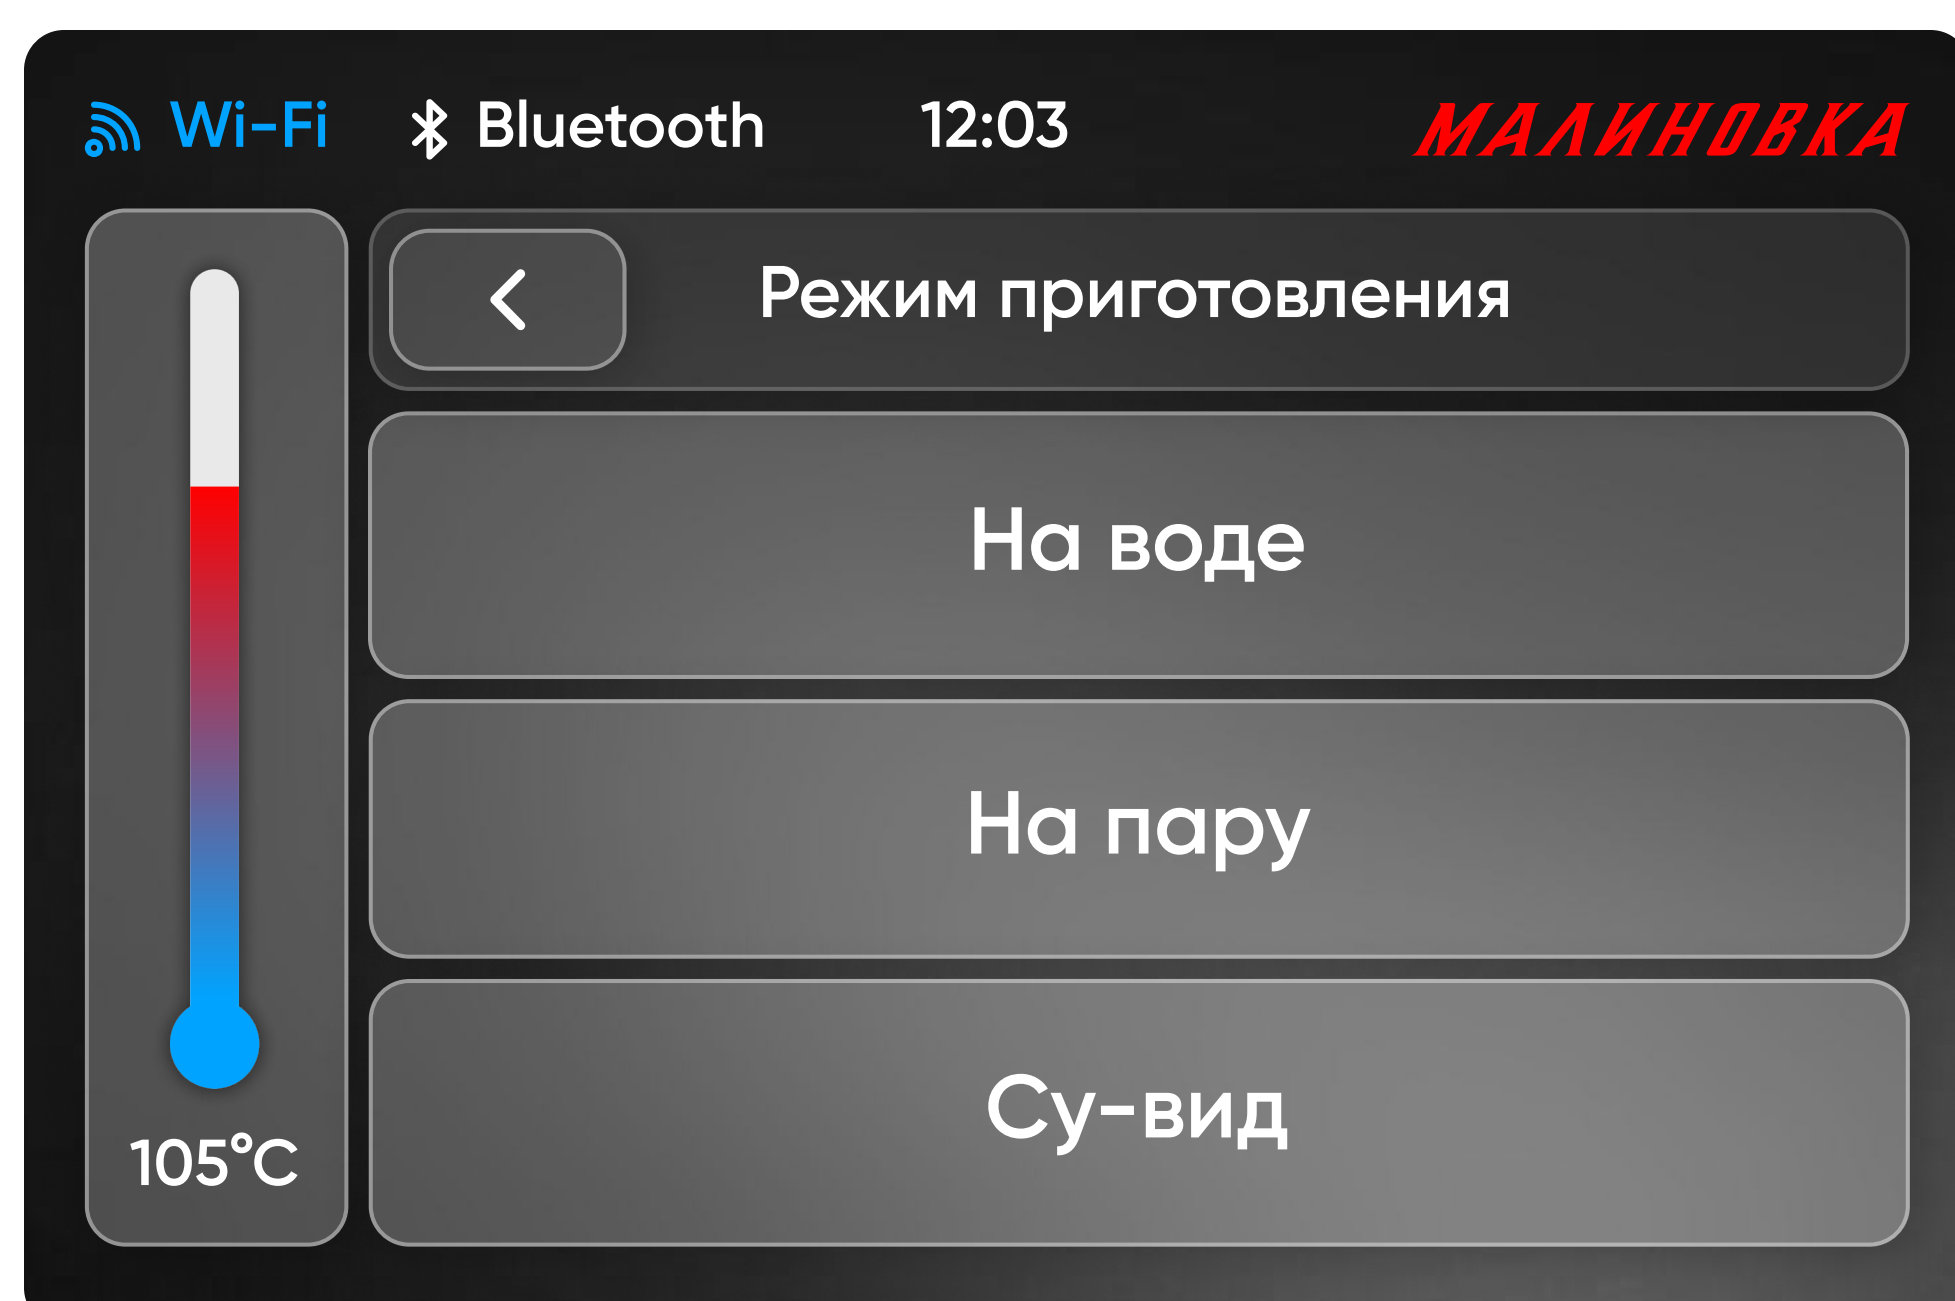 Wi-Fi Bluetooth 12:03 МАЛИНОВКА
Режим приготовления
На воде
На пару
Су-вид
105°C